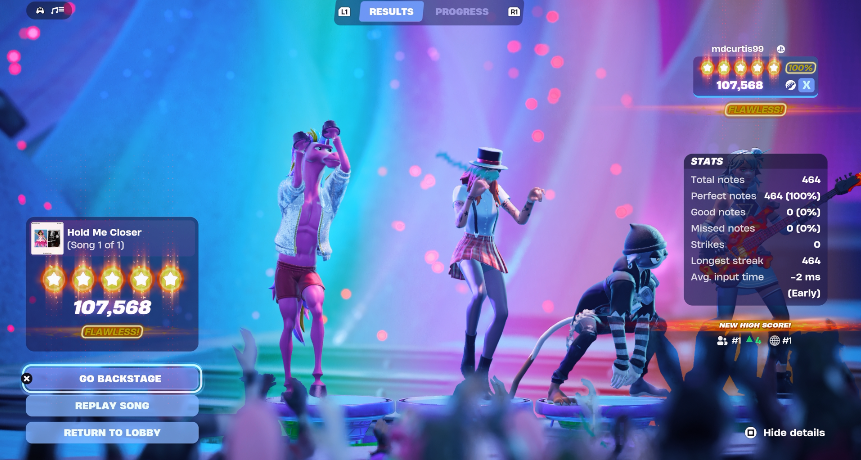 L1 RESULTS PROGRESS R1
mdcurtis99
100%
107,568 X
FLAWLESS!
STATS
Total notes 464
Perfect notes 464 (100%)
Good notes 0 (0%)
Missed notes 0 (0%)
Strikes 0
Longest streak 464
Avg. input time -2 ms
(Early)
NEW HIGH SCORE!
#1 4 #1
Hold Me Closer
(Song 1 of 1)
107,568
FLAWLESS!
GO BACKSTAGE
REPLAY SONG
RETURN TO LOBBY
Hide details